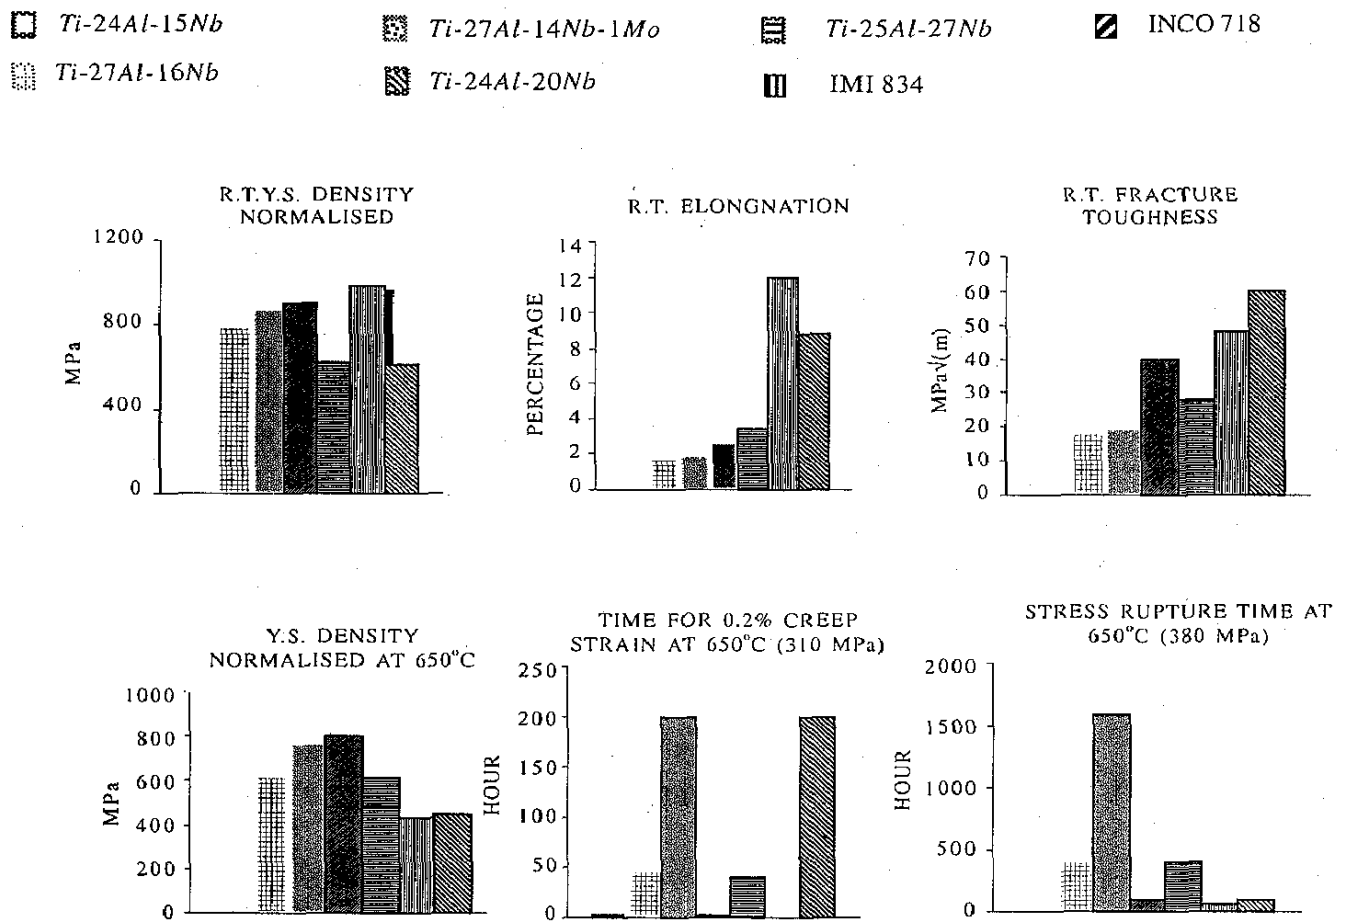 Ti-24Al-15Nb
Ti-27Al-14Nb-1Mo
Ti-25Al-27Nb
INCO 718
Ti-27Al-16Nb
Ti-24Al-20Nb
IMI 834
R.T.Y.S. DENSITY
NORMALISED
1200
800
400
0
MPa
R.T. ELONGNATION
14
12
10
8
6
4
2
0
PERCENTAGE
R.T. FRACTURE
TOUGHNESS
70
60
50
40
30
20
10
0
MPa√(m)
Y.S. DENSITY
NORMALISED AT 650°C
1000
800
600
400
200
0
MPa
TIME FOR 0.2% CREEP
STRAIN AT 650°C (310 MPa)
250
200
150
100
50
0
HOUR
STRESS RUPTURE TIME AT
650°C (380 MPa)
2000
1500
1000
500
0
HOUR